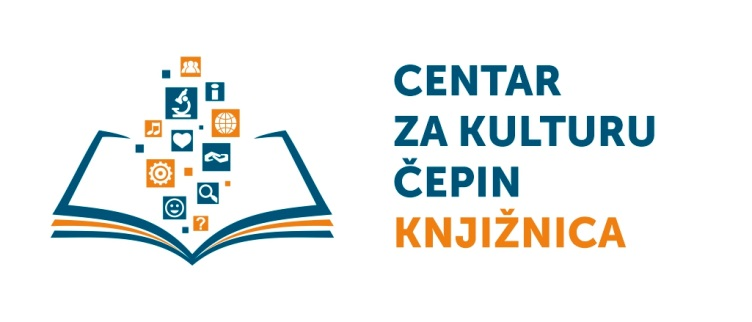 CENTAR
ZA KULTURU
ČEPIN
KNJIŽNICA